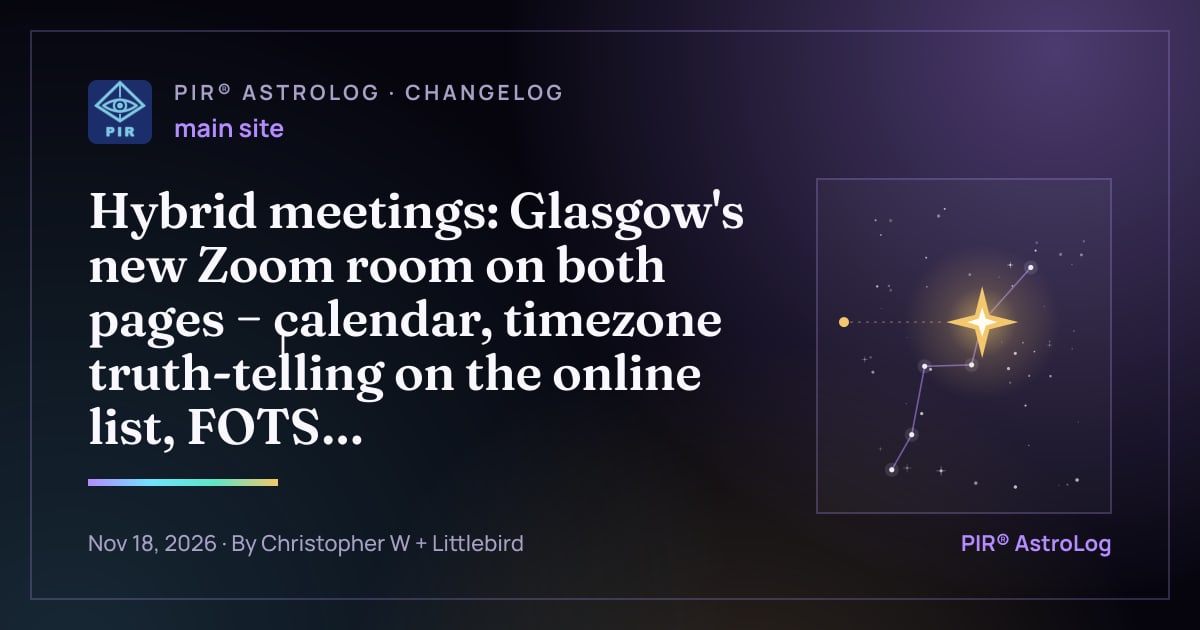 PIR
PIR® ASTROLOG · CHANGELOG
main site
Hybrid meetings: Glasgow's
new Zoom room on both
pages – calendar, timezone
truth-telling on the online
list, FOTS...
Nov 18, 2026 · By Christopher W + Littlebird
PIR® AstroLog